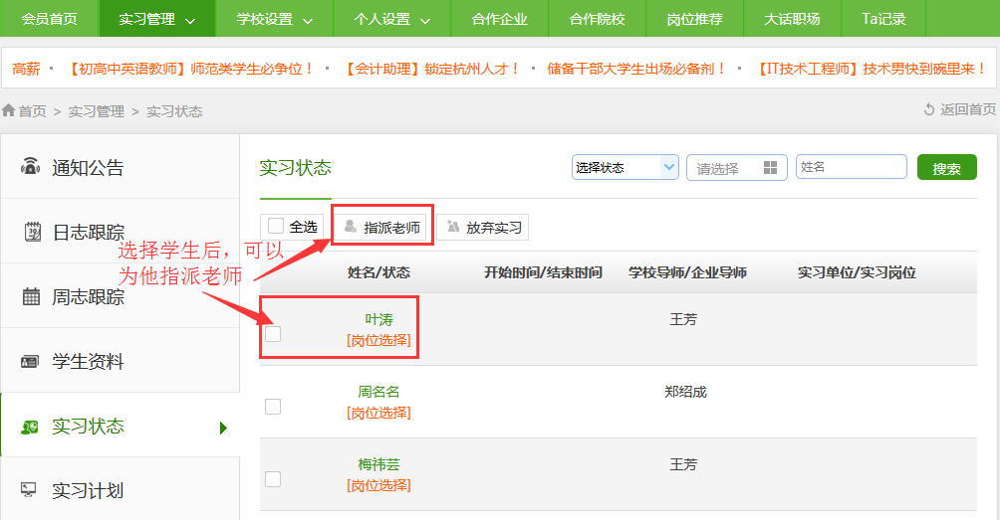 会员首页 实习管理 学校设置 个人设置 合作企业 合作院校 岗位推荐 大话职场 Ta记录
高薪 · 【初高中英语教师】师范类学生必争位！ · 【会计助理】锁定杭州人才！ · 储备干部大学生出场必备剂！ · 【IT技术工程师】技术男快到碗里来！
首页 > 实习管理 > 实习状态 返回首页
通知公告
日志跟踪
周志跟踪
学生资料
实习状态
实习计划
实习状态 选择状态 请选择 姓名 搜索
全选 指派老师 放弃实习
选择学生后，可以
为他指派老师
姓名/状态 开始时间/结束时间 学校导师/企业导师 实习单位/实习岗位
叶涛 王芳
[岗位选择]
周名名 郑绍成
[岗位选择]
梅祎芸 王芳
[岗位选择]